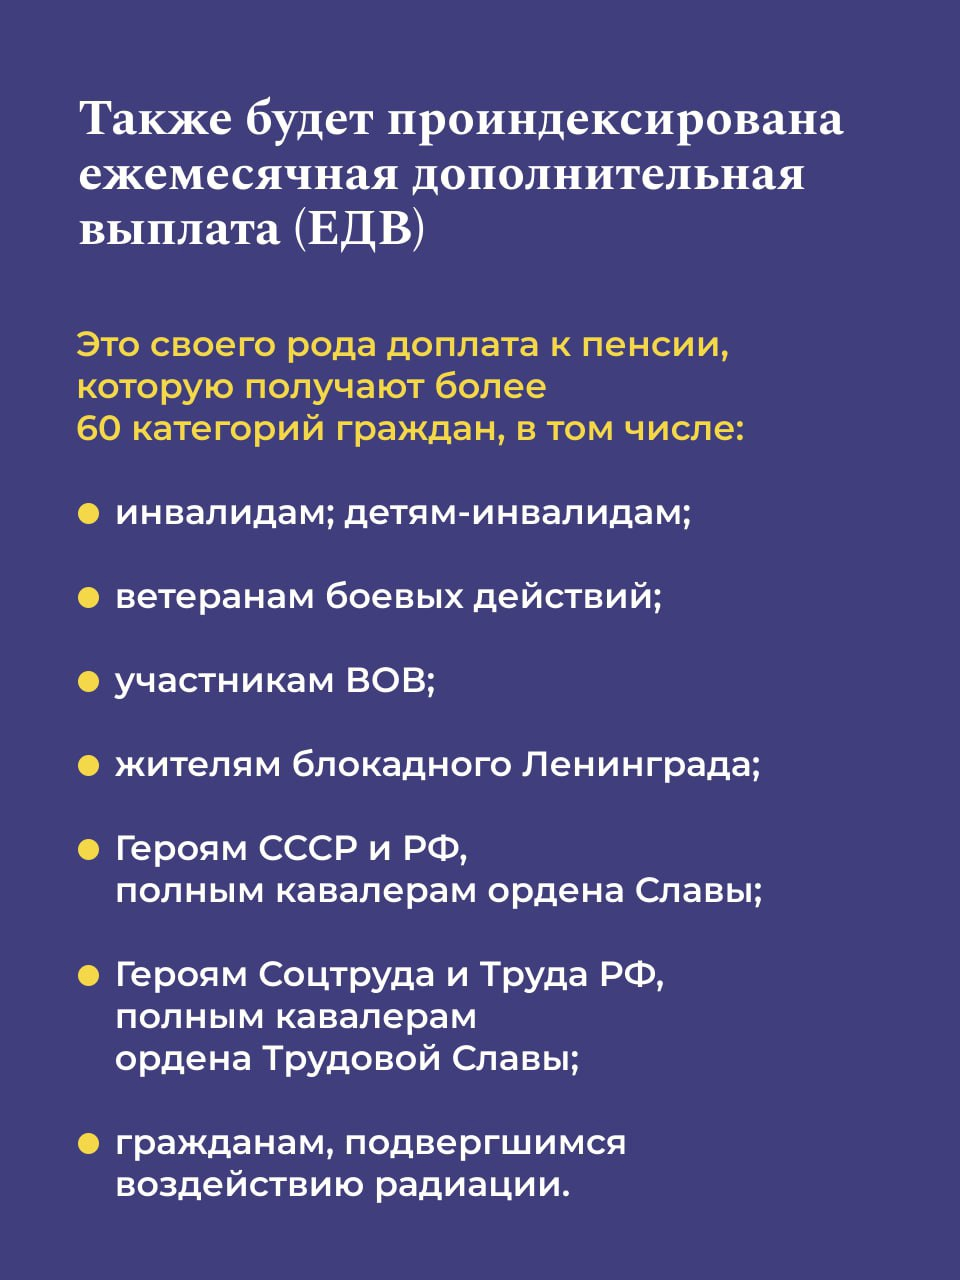 Также будет проиндексирована
ежемесячная дополнительная
выплата (ЕДВ)
Это своего рода доплата к пенсии,
которую получают более
60 категорий граждан, в том числе:
инвалидам; детям-инвалидам;
ветеранам боевых действий;
участникам ВОВ;
жителям блокадного Ленинграда;
Героям СССР и РФ,
полным кавалерам ордена Славы;
Героям Соцтруда и Труда РФ,
полным кавалерам
ордена Трудовой Славы;
гражданам, подвергшимся
воздействию радиации.